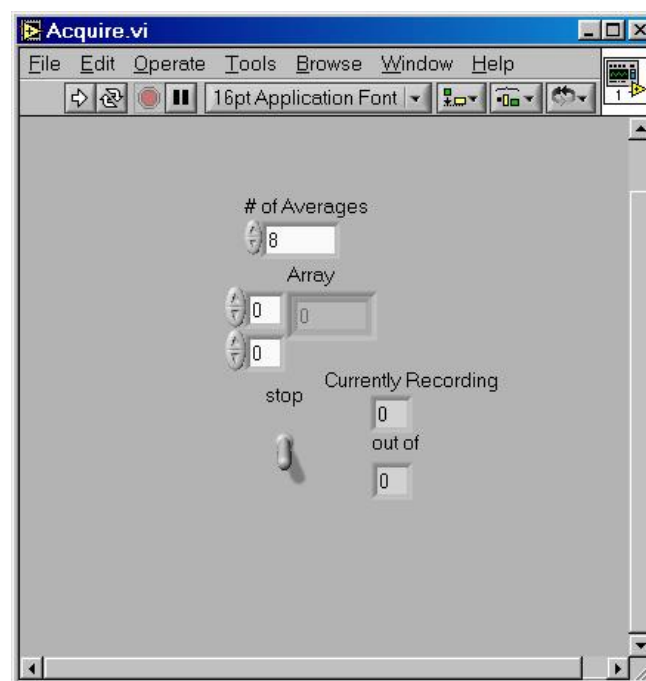 Acquire.vi
File Edit Operate Tools Browse Window Help
16pt Application Font
1
# of Averages
8
Array
0 0
0
stop
Currently Recording
0
out of
0